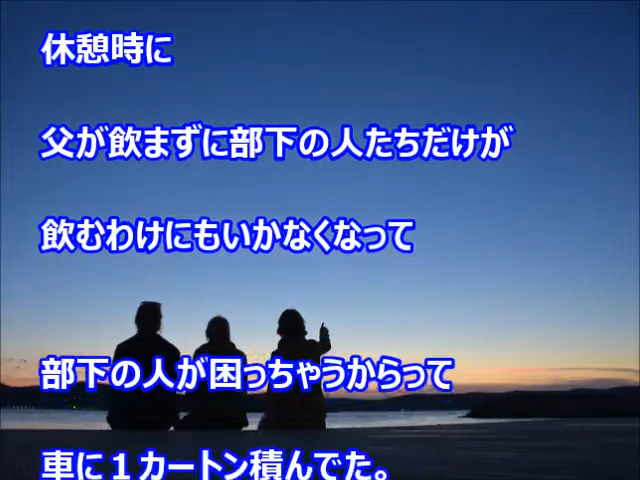 休憩時に
父が飲まずに部下の人たちだけが
飲むわけにもいかなくなって
部下の人が困っちゃうからって
車に１カートン積んでた。